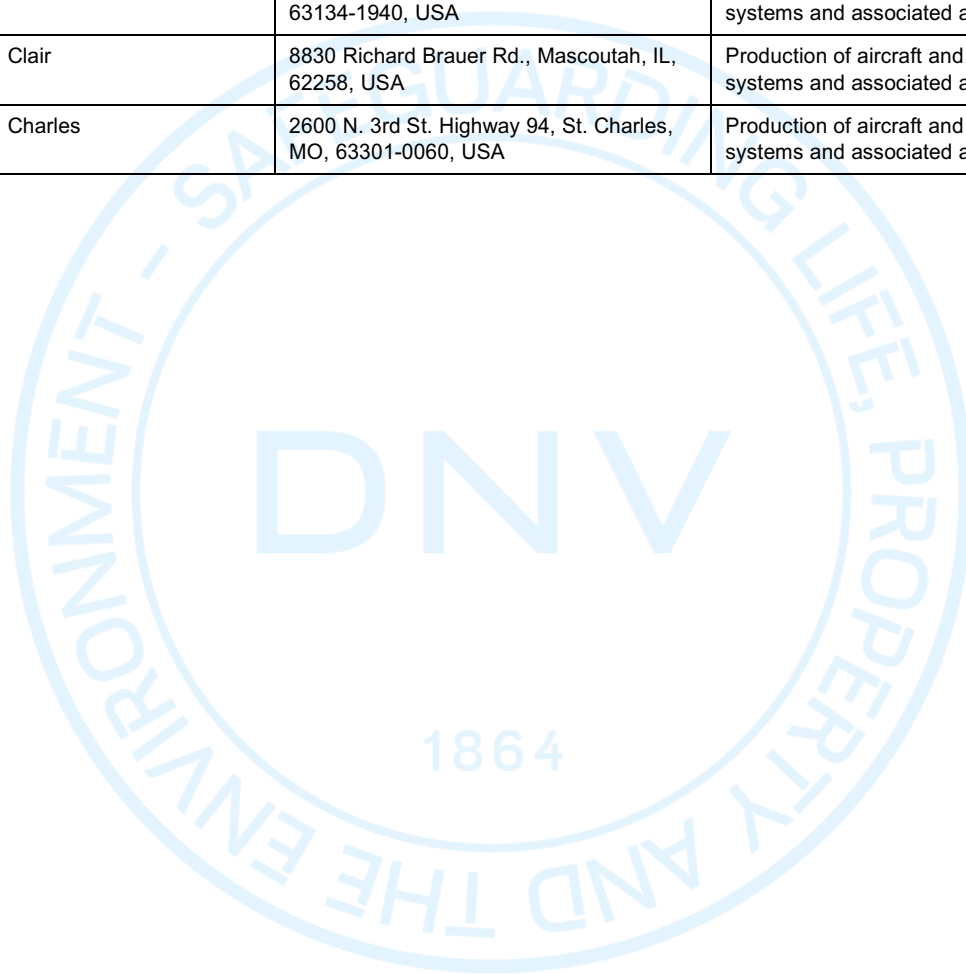 63134-1940, USA
systems and associated a
Clair
8830 Richard Brauer Rd., Mascoutah, IL,
62258, USA
Production of aircraft and
systems and associated a
Charles
2600 N. 3rd St. Highway 94, St. Charles,
MO, 63301-0060, USA
Production of aircraft and
systems and associated a
SAFEGUARDING LIFE, PROPERTY AND THE ENVIRONMENT -
DNV
1864